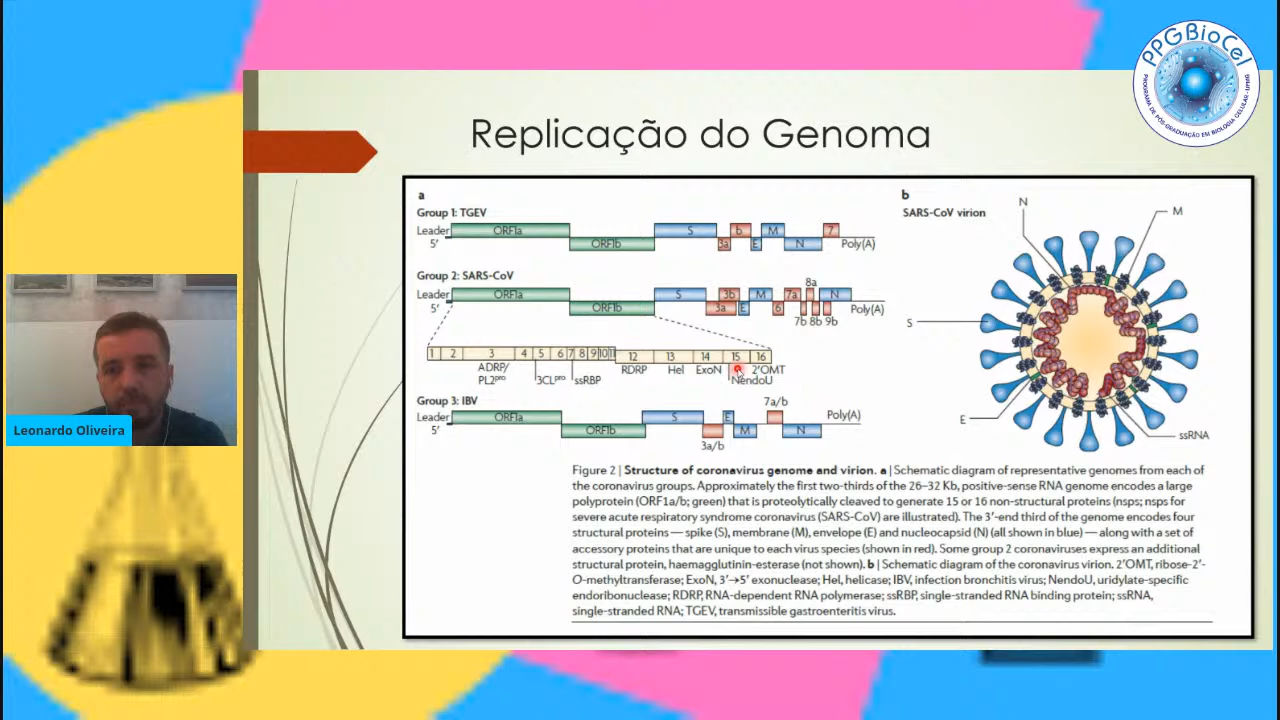 PPGBioCel
PROGRAMA DE PÓS-GRADUAÇÃO EM BIOLOGIA CELULAR - UFMG
Replicação do Genoma
a
Group 1: TGEV
Leader
5′
ORF1a
ORF1b
S
3a
b
E
M
N
7
Poly(A)
Group 2: SARS-CoV
Leader
5′
ORF1a
ORF1b
S
3a
3b
E
M
6
7a
7b
8a
8b
9b
N
Poly(A)
1 2 3 4 5 6 7 8 9 10 11 12 13 14 15 16
ADRP/
PL2pro
3CLpro
ssRBP
RDRP
Hel
ExoN
NendoU
2′OMT
Group 3: IBV
Leader
5′
ORF1a
ORF1b
S
3a/b
E
M
7a/b
N
Poly(A)
b
SARS-CoV virion
N
M
S
E
ssRNA
Leonardo Oliveira
Figure 2 | Structure of coronavirus genome and virion. a | Schematic diagram of representative genomes from each of
the coronavirus groups. Approximately the first two-thirds of the 26–32 Kb, positive-sense RNA genome encodes a large
polyprotein (ORF1a/b; green) that is proteolytically cleaved to generate 15 or 16 non-structural proteins (nsps; nsps for
severe acute respiratory syndrome coronavirus (SARS-CoV) are illustrated). The 3′-end third of the genome encodes four
structural proteins — spike (S), membrane (M), envelope (E) and nucleocapsid (N) (all shown in blue) — along with a set of
accessory proteins that are unique to each virus species (shown in red). Some group 2 coronaviruses express an additional
structural protein, haemagglutinin-esterase (not shown). b | Schematic diagram of the coronavirus virion. 2′OMT, ribose-2′-
O-methyltransferase; ExoN, 3′→5′ exonuclease; Hel, helicase; IBV, infection bronchitis virus; NendoU, uridylate-specific
endoribonuclease; RDRP, RNA-dependent RNA polymerase; ssRBP, single-stranded RNA binding protein; ssRNA,
single-stranded RNA; TGEV, transmissible gastroenteritis virus.